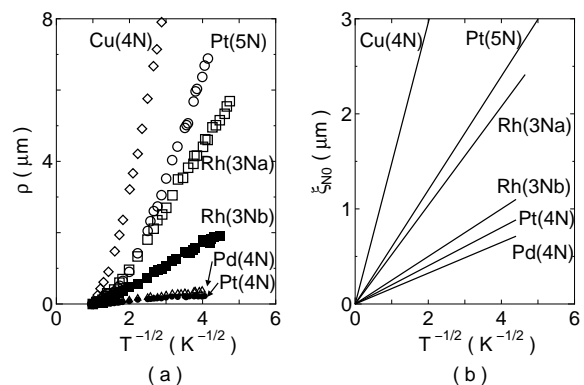 8
4
0
0 2 4 6
ρ ( μm )
Cu(4N)
Pt(5N)
Rh(3Na)
Rh(3Nb)
Pd(4N)
Pt(4N)
T -1/2 ( K -1/2 )
( a )
3
2
1
0
0 2 4 6
ξN0 ( μm )
Cu(4N)
Pt(5N)
Rh(3Na)
Rh(3Nb)
Pt(4N)
Pd(4N)
T -1/2 ( K -1/2 )
( b )